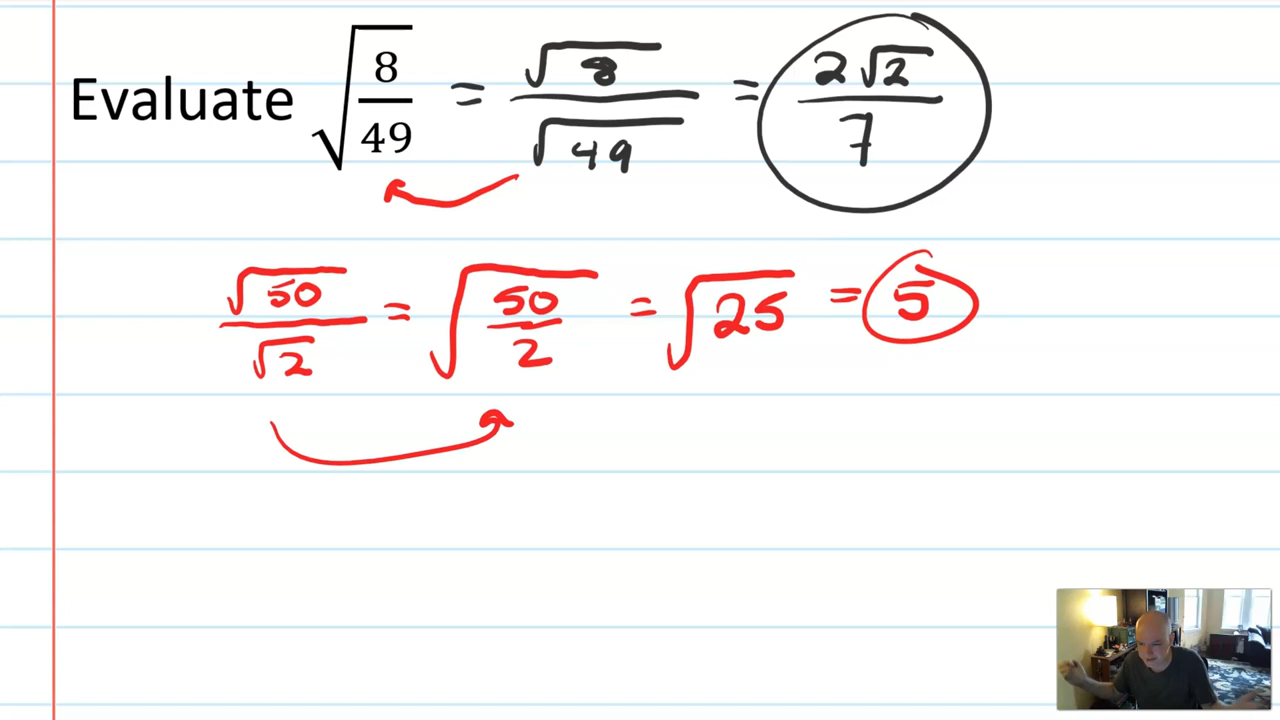 Evaluate √(8/49) = √8/√49 = 2√2/7
√50/√2 = √(50/2) = √25 = 5